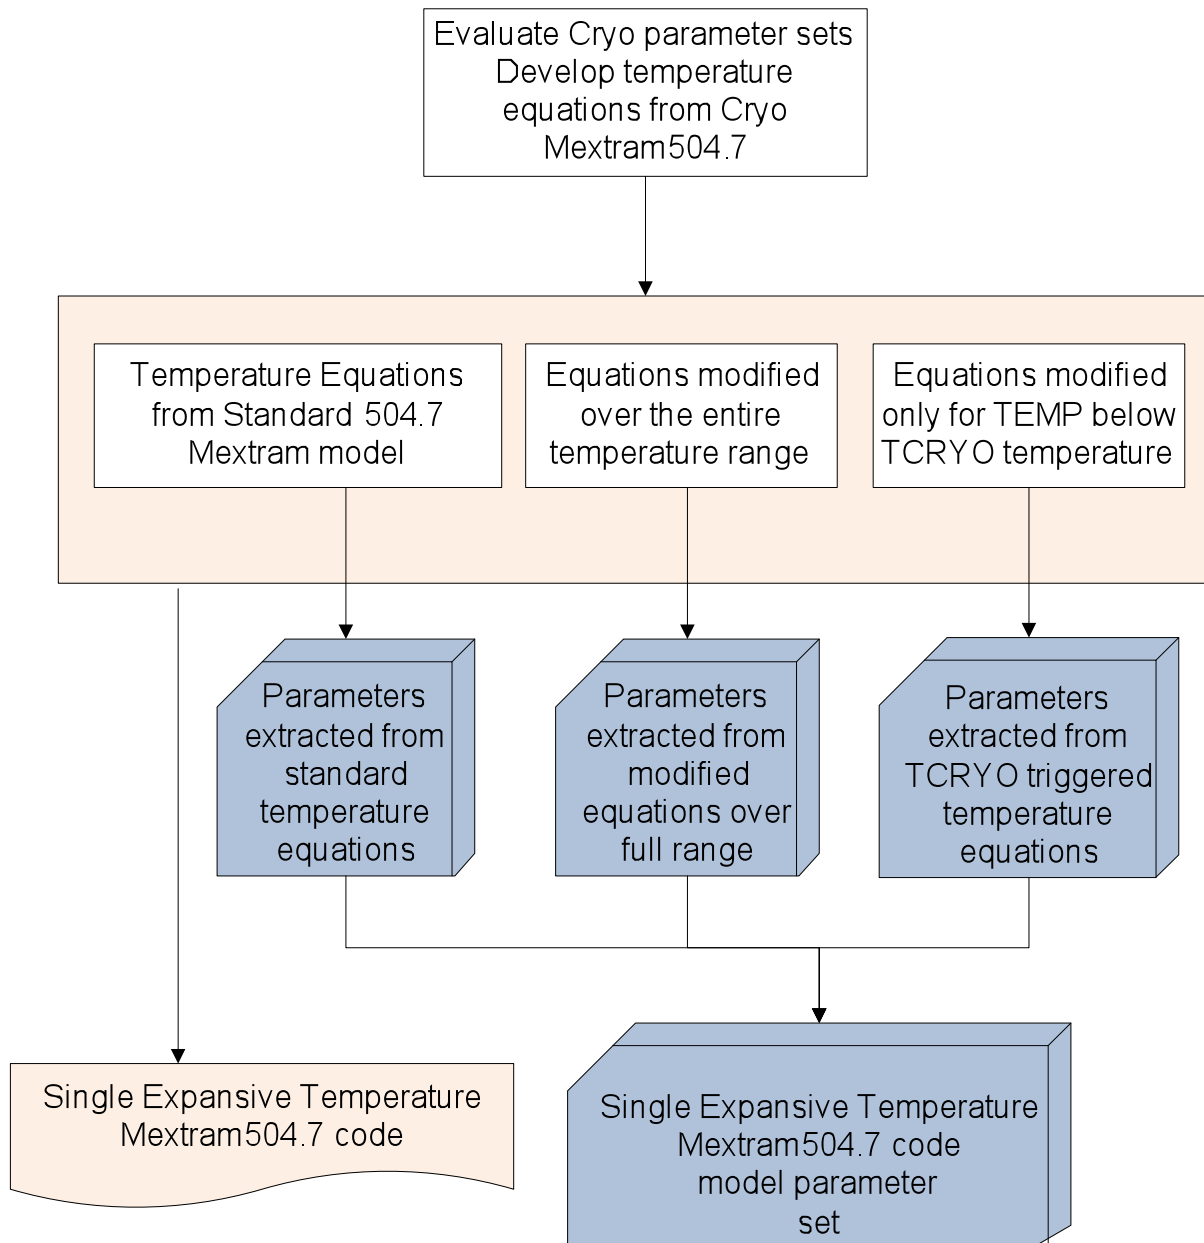 Evaluate Cryo parameter sets
Develop temperature
equations from Cryo
Mextram504.7
Temperature Equations
from Standard 504.7
Mextram model
Equations modified
over the entire
temperature range
Equations modified
only for TEMP below
TCRYO temperature
Parameters
extracted from
standard
temperature
equations
Parameters
extracted from
modified
equations over
full range
Parameters
extracted from
TCRYO triggered
temperature
equations
Single Expansive Temperature
Mextram504.7 code
Single Expansive Temperature
Mextram504.7 code
model parameter
set